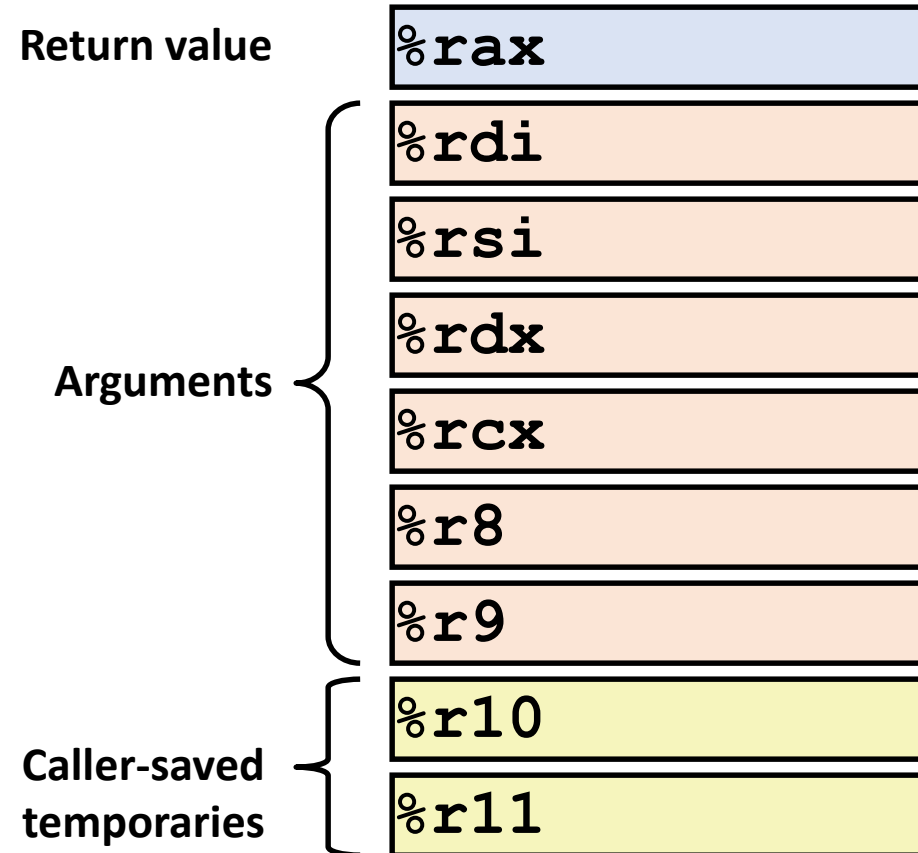 Return value
%rax
%rdi
%rsi
%rdx
Arguments
%rcx
%r8
%r9
%r10
Caller-saved
temporaries
%r11